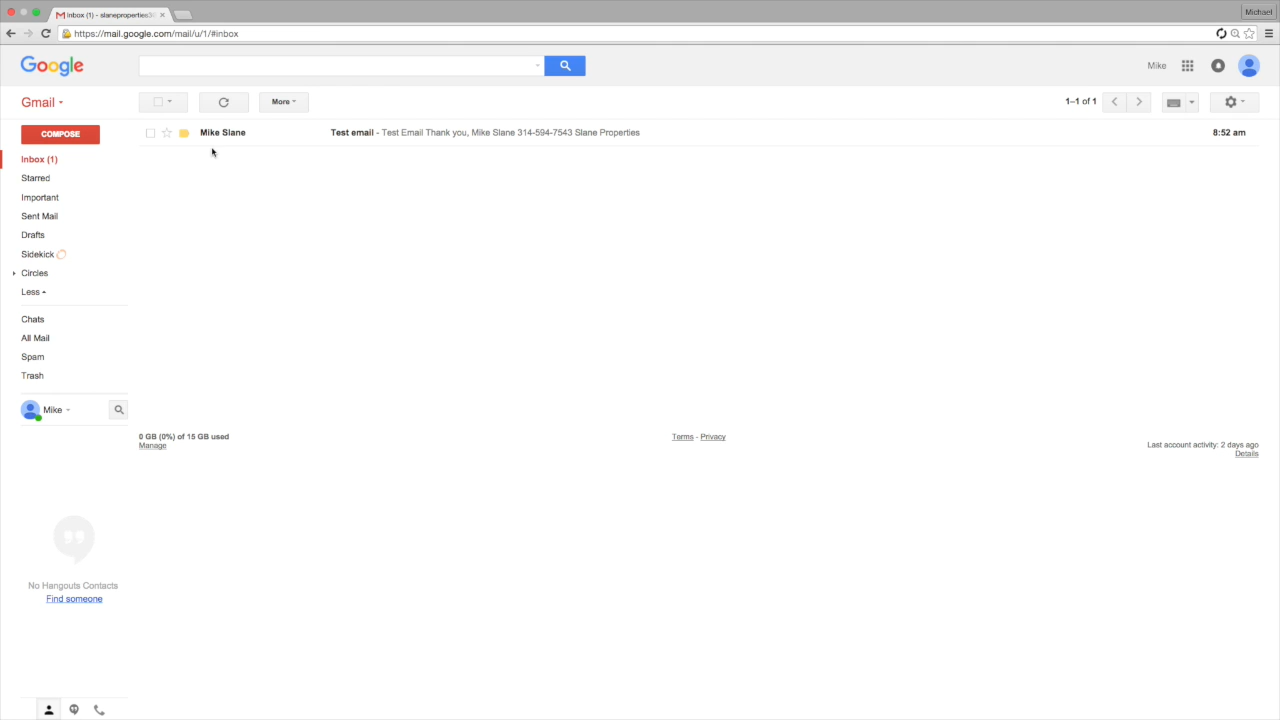 Inbox (1) - slaneproperties3
Michael
https://mail.google.com/mail/u/1/#inbox
Google
Mike
Gmail
More
1–1 of 1
COMPOSE
Mike Slane
Test email - Test Email Thank you, Mike Slane 314-594-7543 Slane Properties
8:52 am
Inbox (1)
Starred
Important
Sent Mail
Drafts
Sidekick
Circles
Less
Chats
All Mail
Spam
Trash
Mike
0 GB (0%) of 15 GB used
Manage
Terms - Privacy
Last account activity: 2 days ago
Details
No Hangouts Contacts
Find someone